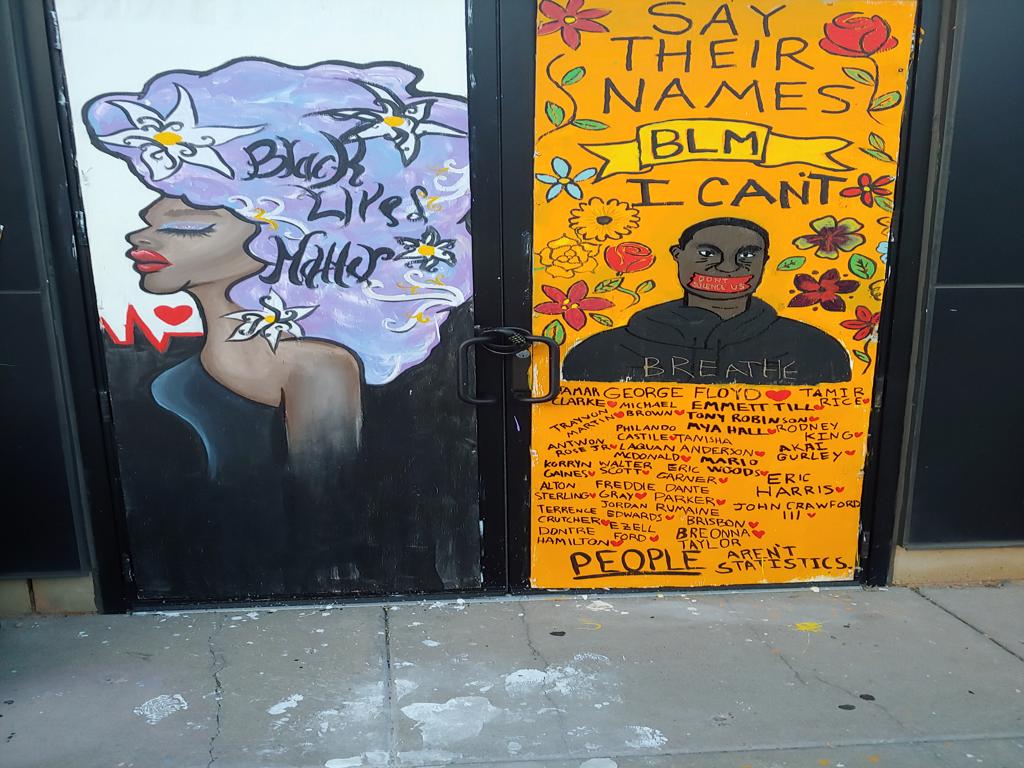 Black
Lives
Matter
SAY
THEIR
NAMES
BLM
I CAN'T
DONT
SILENCE US
BREATHE
JAMAR GEORGE FLOYD TAMIR
CLARKE MICHAEL EMMETT TILL RICE
TRAYVON BROWN TONY ROBINSON
MARTIN PHILANDO MYA HALL RODNEY
ANTWON CASTILE TANISHA KING
ROSE JR LAQUAN ANDERSON AKAI
MCDONALD MARIO GURLEY
KORRYN WALTER ERIC WOODS
GAINES SCOTT GARNER ERIC
ALTON FREDDIE DANTE HARRIS
STERLING GRAY PARKER
TERRENCE JORDAN RUMAINE JOHN CRAWFORD
CRUTCHER EDWARDS BRISBON III
DONTRE EZELL BREONNA
HAMILTON FORD TAYLOR
PEOPLE AREN'T
STATISTICS.